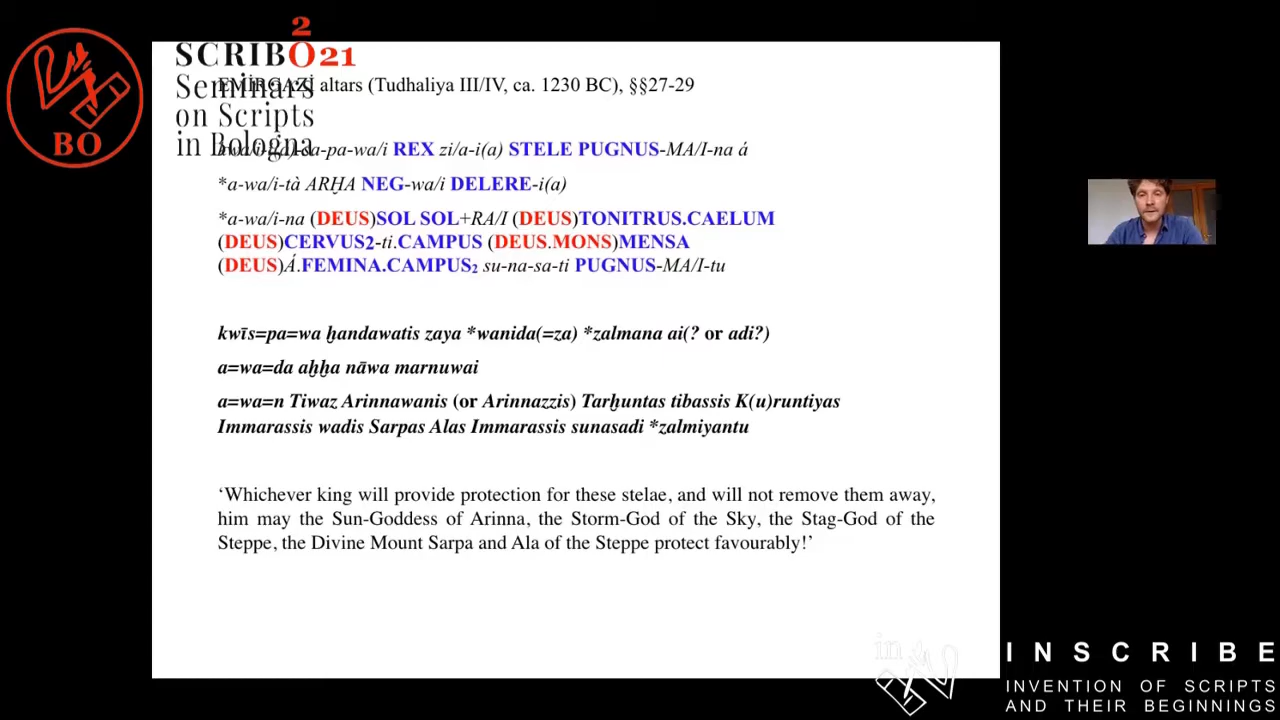 2
SCRIBO21
Seminars
on Scripts
in Bologna
BO
EMİRGAZİ altars (Tudhaliya III/IV, ca. 1230 BC), §§27-29
REX zi/a-i(a) STELE PUGNUS-MA/I-na á
*a-wa/i-tà ARḪA NEG-wa/i DELERE-i(a)
*a-wa/i-na (DEUS)SOL SOL+RA/I (DEUS)TONITRUS.CAELUM
(DEUS)CERVUS2-ti.CAMPUS (DEUS.MONS)MENSA
(DEUS)Á.FEMINA.CAMPUS₂ su-na-sa-ti PUGNUS-MA/I-tu
kwīs=pa=wa ḫandawatis zaya *wanida(=za) *zalmana ai(? or adi?)
a=wa=da aḫḫa nāwa marnuwai
a=wa=n Tiwaz Arinnawanis (or Arinnazzis) Tarḫuntas tibassis K(u)runtiyas
Immarassis wadis Sarpas Alas Immarassis sunasadi *zalmiyantu
‘Whichever king will provide protection for these stelae, and will not remove them away,
him may the Sun-Goddess of Arinna, the Storm-God of the Sky, the Stag-God of the
Steppe, the Divine Mount Sarpa and Ala of the Steppe protect favourably!’
in
INSCRIBE
INVENTION OF SCRIPTS
AND THEIR BEGINNINGS